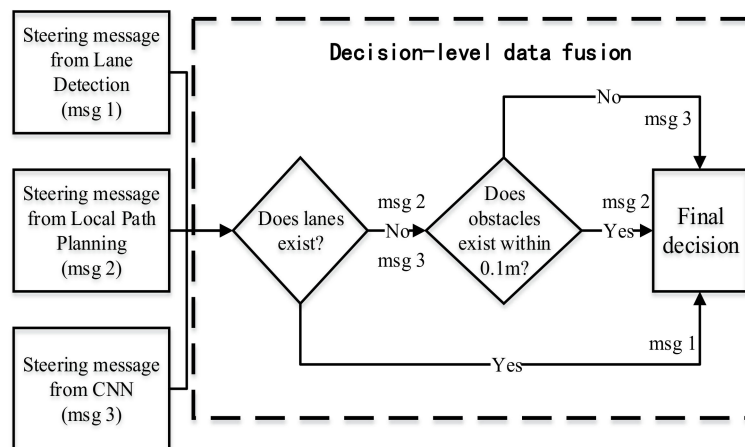 Steering message
from Lane
Detection
(msg 1)
Steering message
from Local Path
Planning
(msg 2)
Steering message
from CNN
(msg 3)
Decision-level data fusion
Does lanes
exist?
msg 2
No
msg 3
Does
obstacles
exist within
0.1m?
No
msg 3
msg 2
Yes
Yes
msg 1
Final
decision